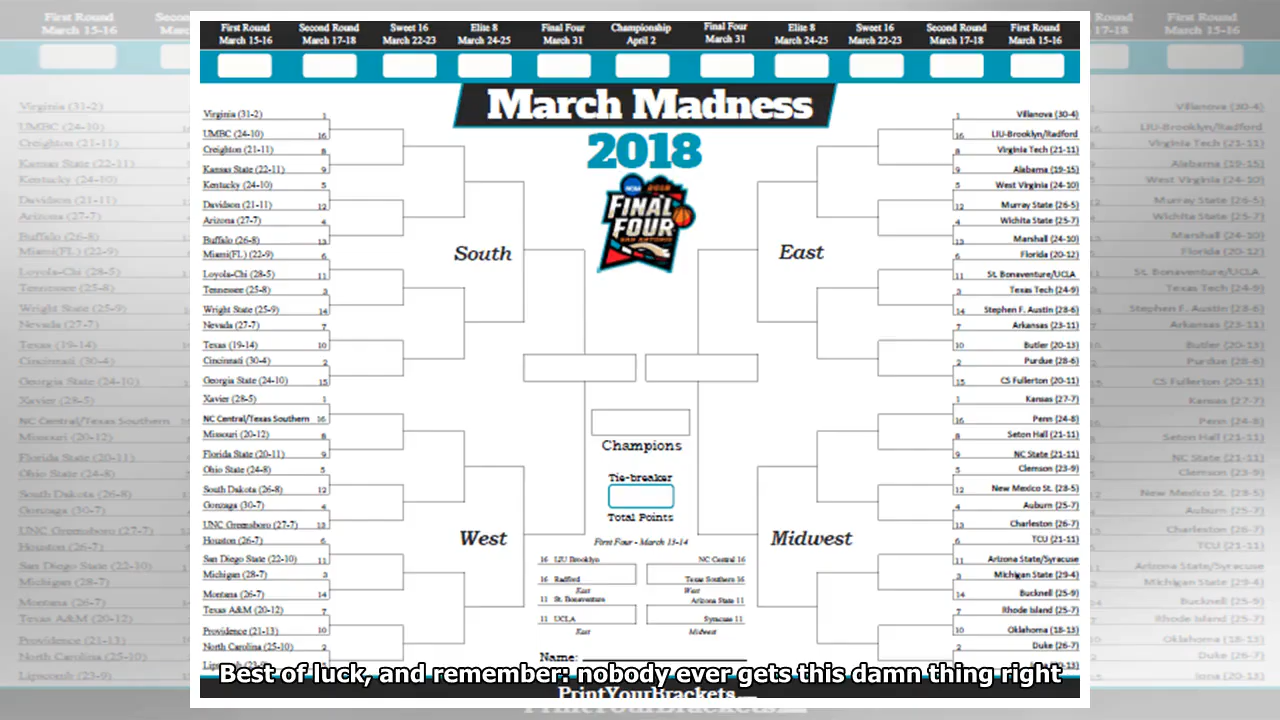 First Round Second Round Sweet 16 Elite 8 Final Four Championship Final Four Elite 8 Sweet 16 Second Round First Round
March 15-16 March 17-18 March 22-23 March 24-25 March 31 April 2 March 31 March 24-25 March 22-23 March 17-18 March 15-16
March Madness
2018
FINAL
FOUR
SAN ANTONIO
Virginia (31-2) 1
UMBC (24-10) 16
Creighton (21-11) 8
Kansas State (22-11) 9
Kentucky (24-10) 5
Davidson (21-11) 12
Arizona (27-7) 4
Buffalo (26-8) 13
Miami(Fl.) (22-9) 6
Loyola-Chi (28-5) 11
Tennessee (25-8) 3
Wright State (25-9) 14
Nevada (27-7) 7
Texas (19-14) 10
Cincinnati (30-4) 2
Georgia State (24-10) 15
South
Xavier (28-5) 1
NC Central/Texas Southern 16
Missouri (20-12) 8
Florida State (20-11) 9
Ohio State (24-8) 5
South Dakota (26-8) 12
Gonzaga (30-7) 4
UNC Greensboro (27-7) 13
Houston (26-7) 6
San Diego State (22-10) 11
Michigan (28-7) 3
Montana (26-7) 14
Texas A&M (20-12) 7
Providence (21-13) 10
North Carolina (25-10) 2
West
1 Villanova (30-4)
16 LIU-Brooklyn/Radford
8 Virginia Tech (21-11)
9 Alabama (19-15)
5 West Virginia (24-10)
12 Murray State (26-5)
4 Wichita State (25-7)
13 Marshall (24-10)
6 Florida (20-12)
11 St. Bonaventure/UCLA
3 Texas Tech (24-9)
14 Stephen F. Austin (28-6)
7 Arkansas (23-11)
10 Butler (20-13)
2 Purdue (28-6)
15 CS Fullerton (20-11)
East
1 Kansas (27-7)
16 Penn (24-8)
8 Seton Hall (21-11)
9 NC State (21-11)
5 Clemson (23-9)
12 New Mexico St. (28-5)
4 Auburn (25-7)
13 Charleston (26-7)
6 TCU (21-11)
11 Arizona State/Syracuse
3 Michigan State (29-4)
14 Bucknell (25-9)
7 Rhode Island (25-7)
10 Oklahoma (18-13)
2 Duke (26-7)
Midwest
Champions
Tie-breaker
Total Points
First Four - March 13-14
16 LIU Brooklyn NC Central 16
16 Radford Texas Southern 16
East West
11 St. Bonaventure Arizona State 11
11 UCLA Syracuse 11
East Midwest
Name:
Best of luck, and remember: nobody ever gets this damn thing right
PrintYourBrackets